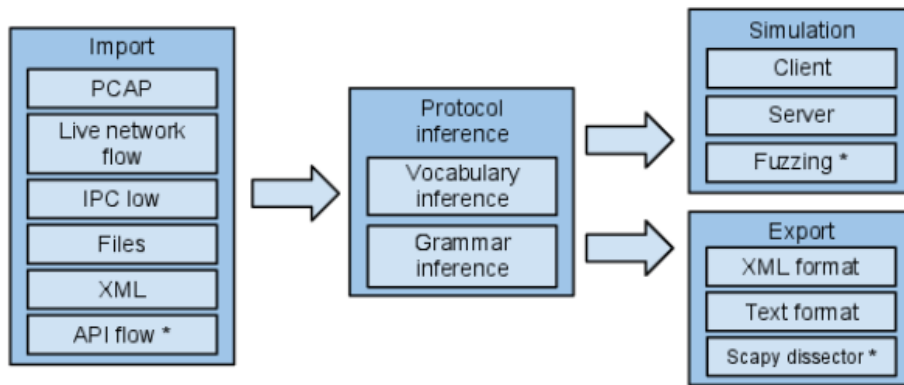 Import
PCAP
Live network
flow
IPC low
Files
XML
API flow *
Protocol
inference
Vocabulary
inference
Grammar
inference
Simulation
Client
Server
Fuzzing *
Export
XML format
Text format
Scapy dissector *